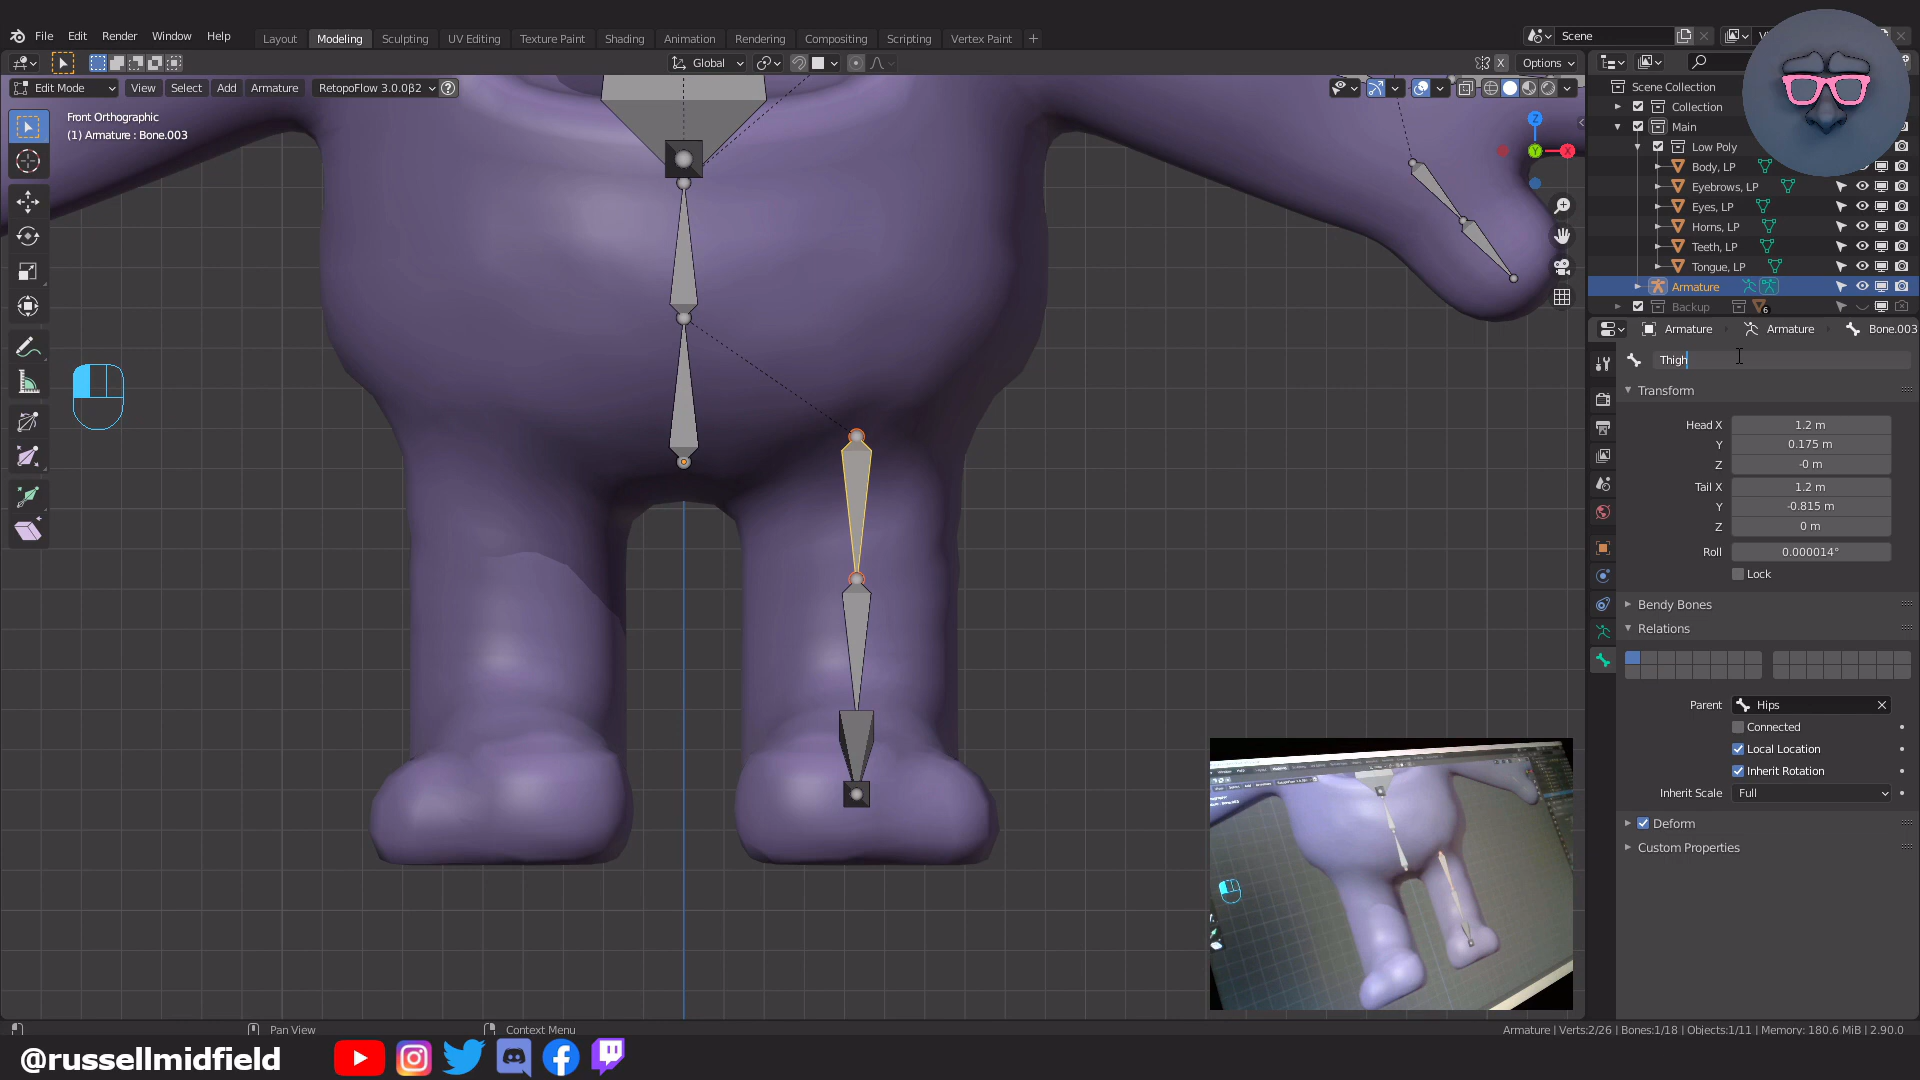 File Edit Render Window Help
Layout Modeling Sculpting UV Editing Texture Paint Shading Animation Rendering Compositing Scripting Vertex Paint
Scene
Global
Options
X
Edit Mode View Select Add Armature RetopoFlow 3.0.0β2
Front Orthographic
(1) Armature : Bone.003
Z
Y
X
Scene Collection
Collection
Main
Low Poly
Body, LP
Eyebrows, LP
Eyes, LP
Horns, LP
Teeth, LP
Tongue, LP
Armature
Backup
6
Armature Armature Bone.003
Thigh
Transform
Head X 1.2 m
Y 0.175 m
Z -0 m
Tail X 1.2 m
Y -0.815 m
Z 0 m
Roll 0.000014°
Lock
Bendy Bones
Relations
Parent Hips
Connected
Local Location
Inherit Rotation
Inherit Scale Full
Deform
Custom Properties
Pan View
Context Menu
Armature | Verts:2/26 | Bones:1/18 | Objects:1/11 | Memory: 180.6 MiB | 2.90.0
@russellmidfield